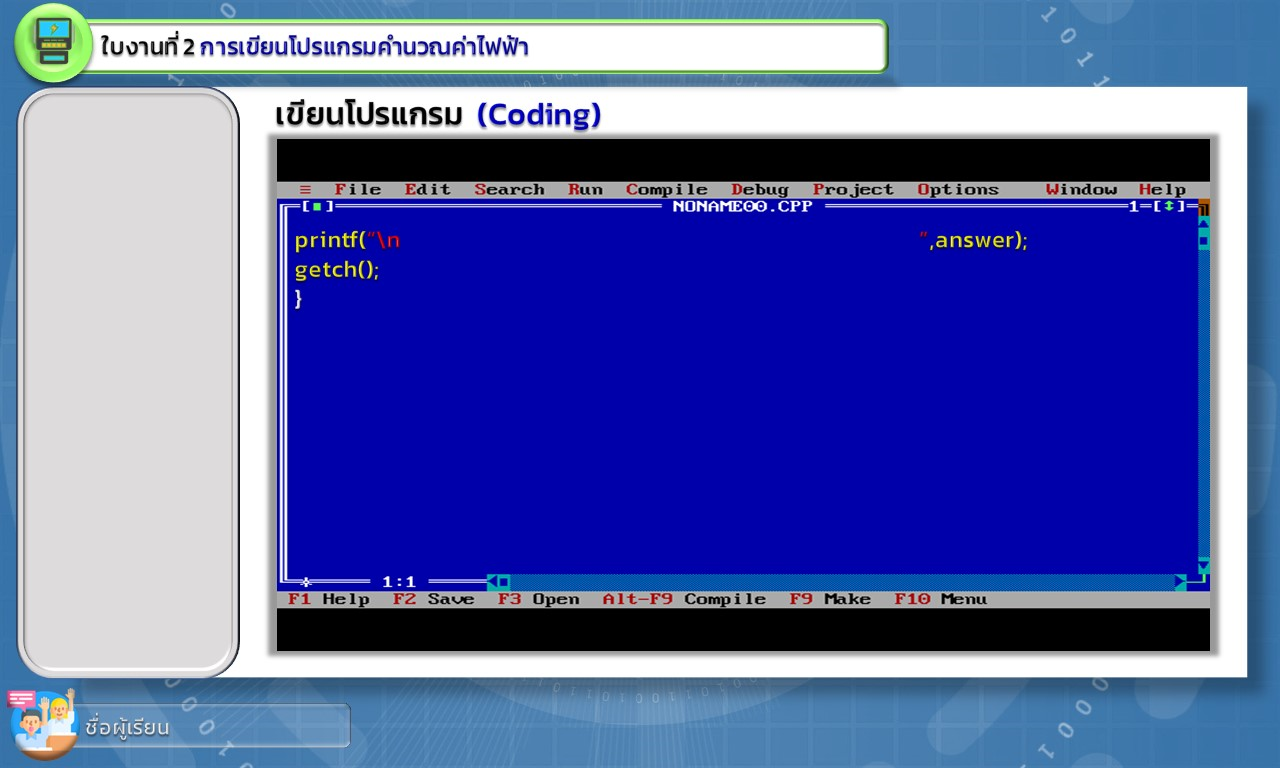 ใบงานที่ 2 การเขียนโปรแกรมคำนวณค่าไฟฟ้า
เขียนโปรแกรม (Coding)
≡ File Edit Search Run Compile Debug Project Options Window Help
[■] NONAME00.CPP 1=[↕]
printf("\n ",answer);
getch();
}
1:1
F1 Help F2 Save F3 Open Alt-F9 Compile F9 Make F10 Menu
ชื่อผู้เรียน